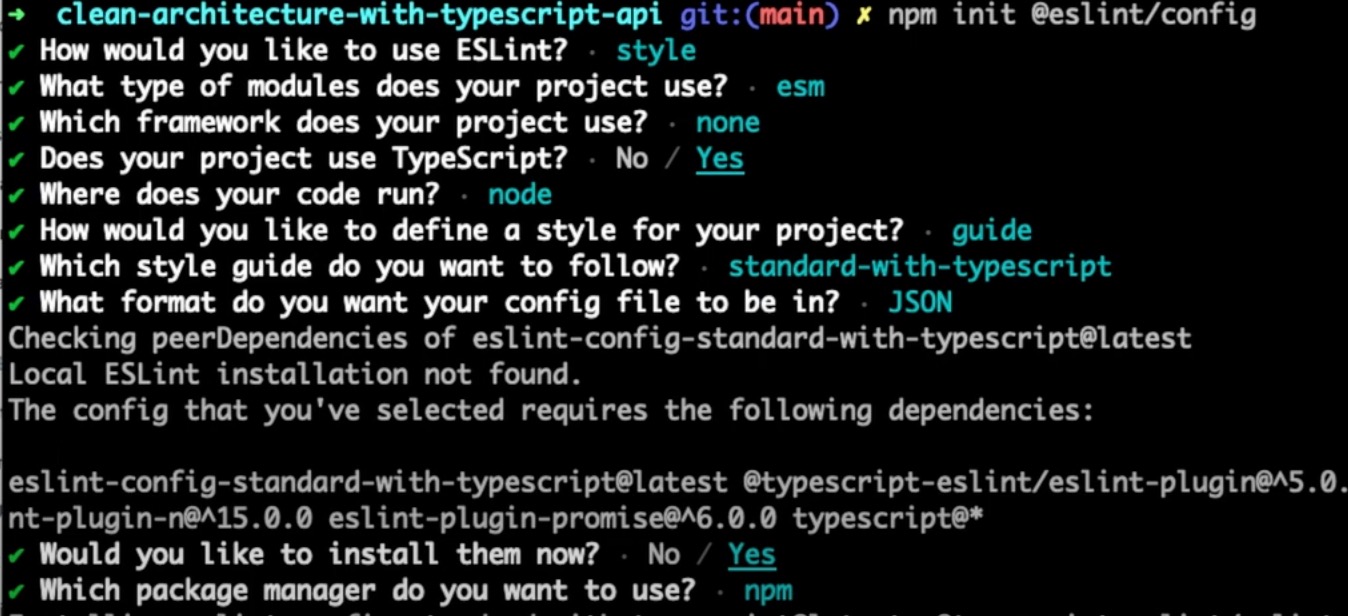 ➜ clean-architecture-with-typescript-api git:(main) ✗ npm init @eslint/config
✔ How would you like to use ESLint? · style
✔ What type of modules does your project use? · esm
✔ Which framework does your project use? · none
✔ Does your project use TypeScript? · No / Yes
✔ Where does your code run? · node
✔ How would you like to define a style for your project? · guide
✔ Which style guide do you want to follow? · standard-with-typescript
✔ What format do you want your config file to be in? · JSON
Checking peerDependencies of eslint-config-standard-with-typescript@latest
Local ESLint installation not found.
The config that you've selected requires the following dependencies:
eslint-config-standard-with-typescript@latest @typescript-eslint/eslint-plugin@^5.0.
nt-plugin-n@^15.0.0 eslint-plugin-promise@^6.0.0 typescript@*
✔ Would you like to install them now? · No / Yes
✔ Which package manager do you want to use? · npm